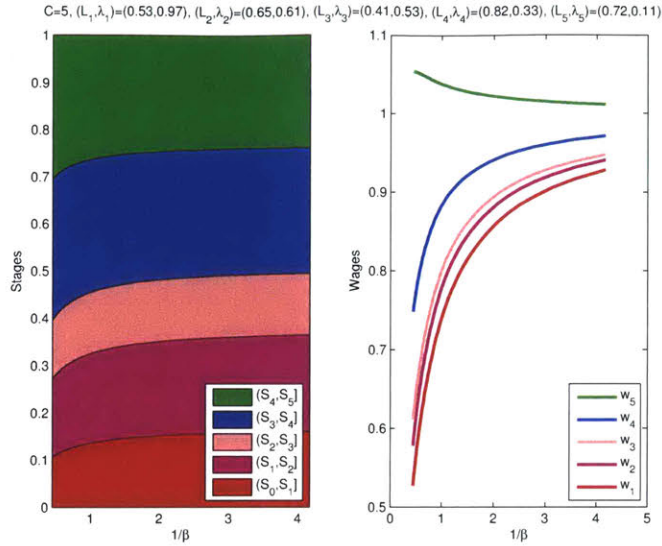 C=5, (L₁,λ₁)=(0.53,0.97), (L₂,λ₂)=(0.65,0.61), (L₃,λ₃)=(0.41,0.53), (L₄,λ₄)=(0.82,0.33), (L₅,λ₅)=(0.72,0.11)
1
0.9
0.8
0.7
0.6
0.5
0.4
0.3
0.2
0.1
0
Stages
(S₄,S₅]
(S₃,S₄]
(S₂,S₃]
(S₁,S₂]
(S₀,S₁]
1 2 3 4
1/β
1.1
1
0.9
0.8
0.7
0.6
0.5
Wages
w₅
w₄
w₃
w₂
w₁
0 1 2 3 4 5
1/β